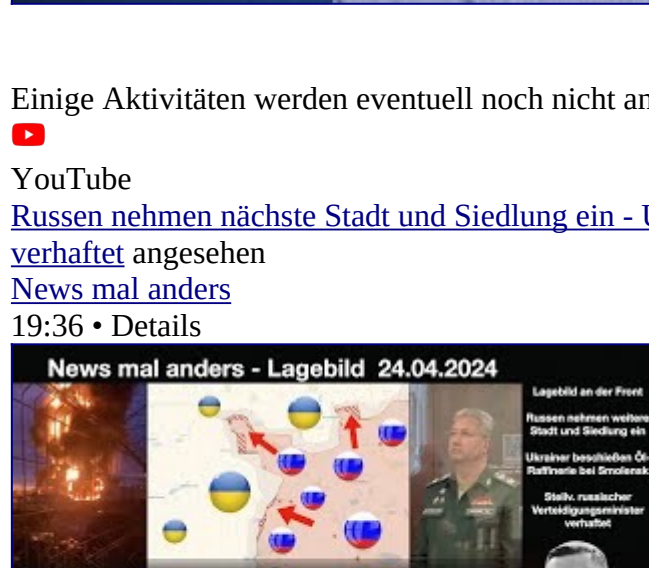 Einige Aktivitäten werden eventuell noch nicht
YouTube
Russen nehmen nächste Stadt und Siedlung ein -
verhaftet angesehen
News mal anders
19:36 • Details
News mal anders - Lagebild 24.04.2024
Lagebild an der Front
Russen nehmen weitere
Stadt und Siedlung ein
Ukrainer beschießen Öl-
Raffinerie bei Smolensk
Stellv. russischer
Verteidigungsminister
verhaftet